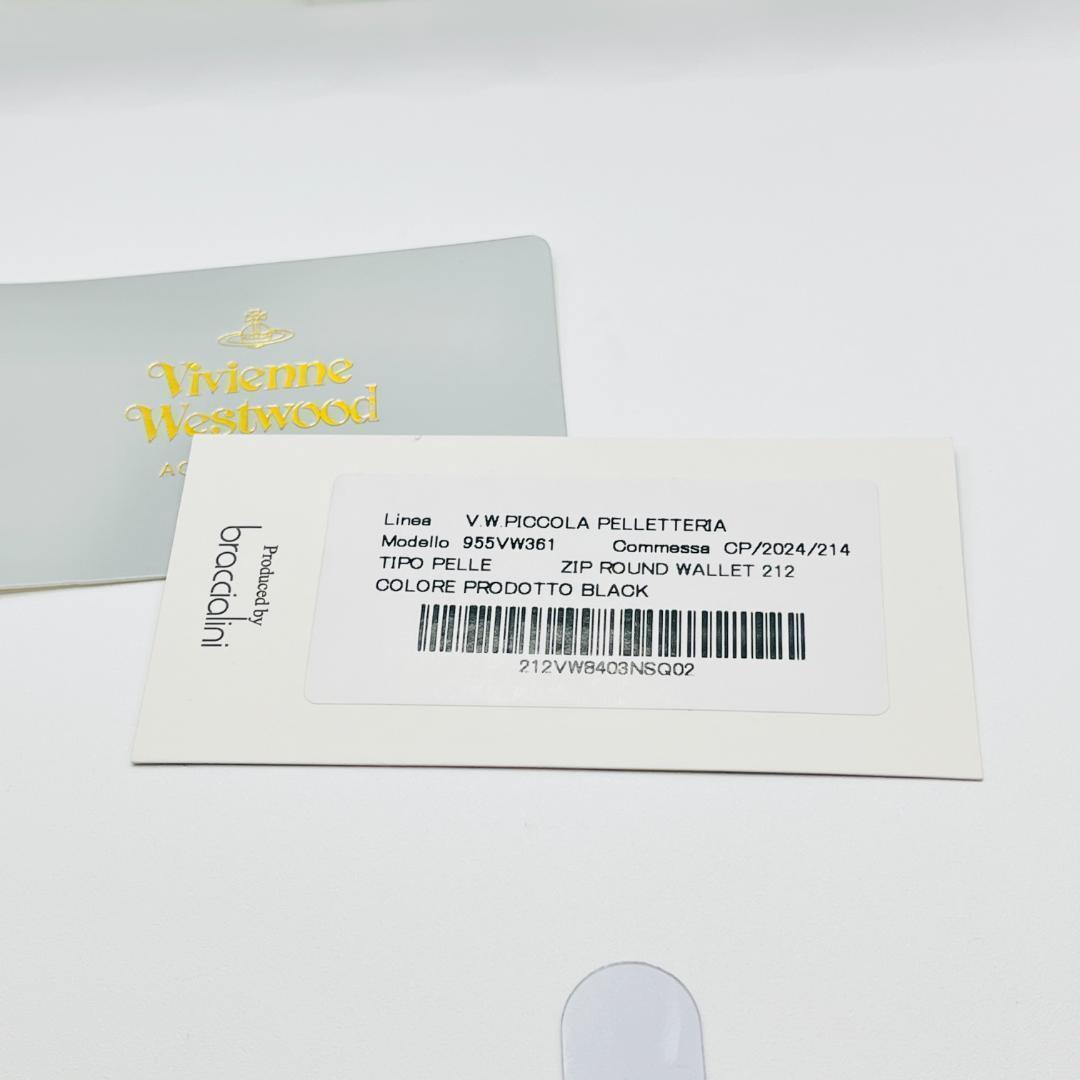 Vivienne
Westwood
Produced by
braccialini
Linea V.W.PICCOLA PELLETTERIA
Modello 955VW361 Commessa CP/2024/214
TIPO PELLE ZIP ROUND WALLET 212
COLORE PRODOTTO BLACK
212VW8403NSQ02